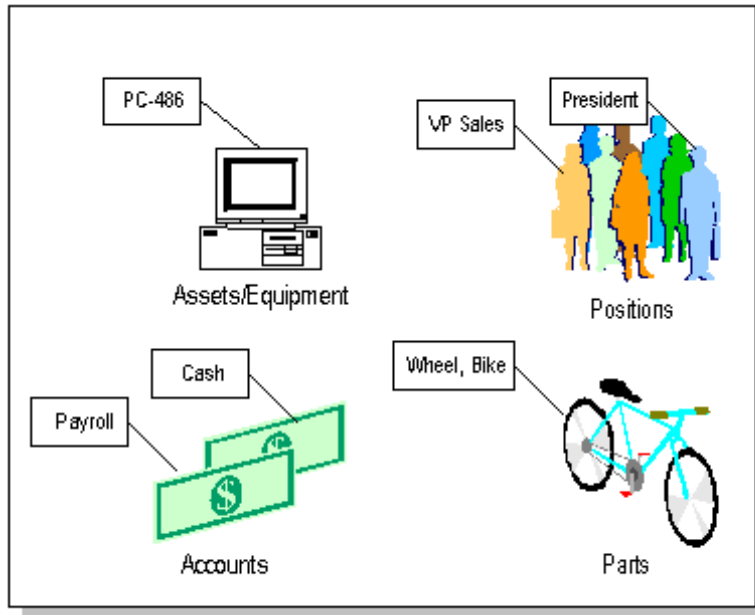 PC-486
President
VP Sales
Assets/Equipment
Positions
Cash
Wheel, Bike
Payroll
$
Accounts
Parts